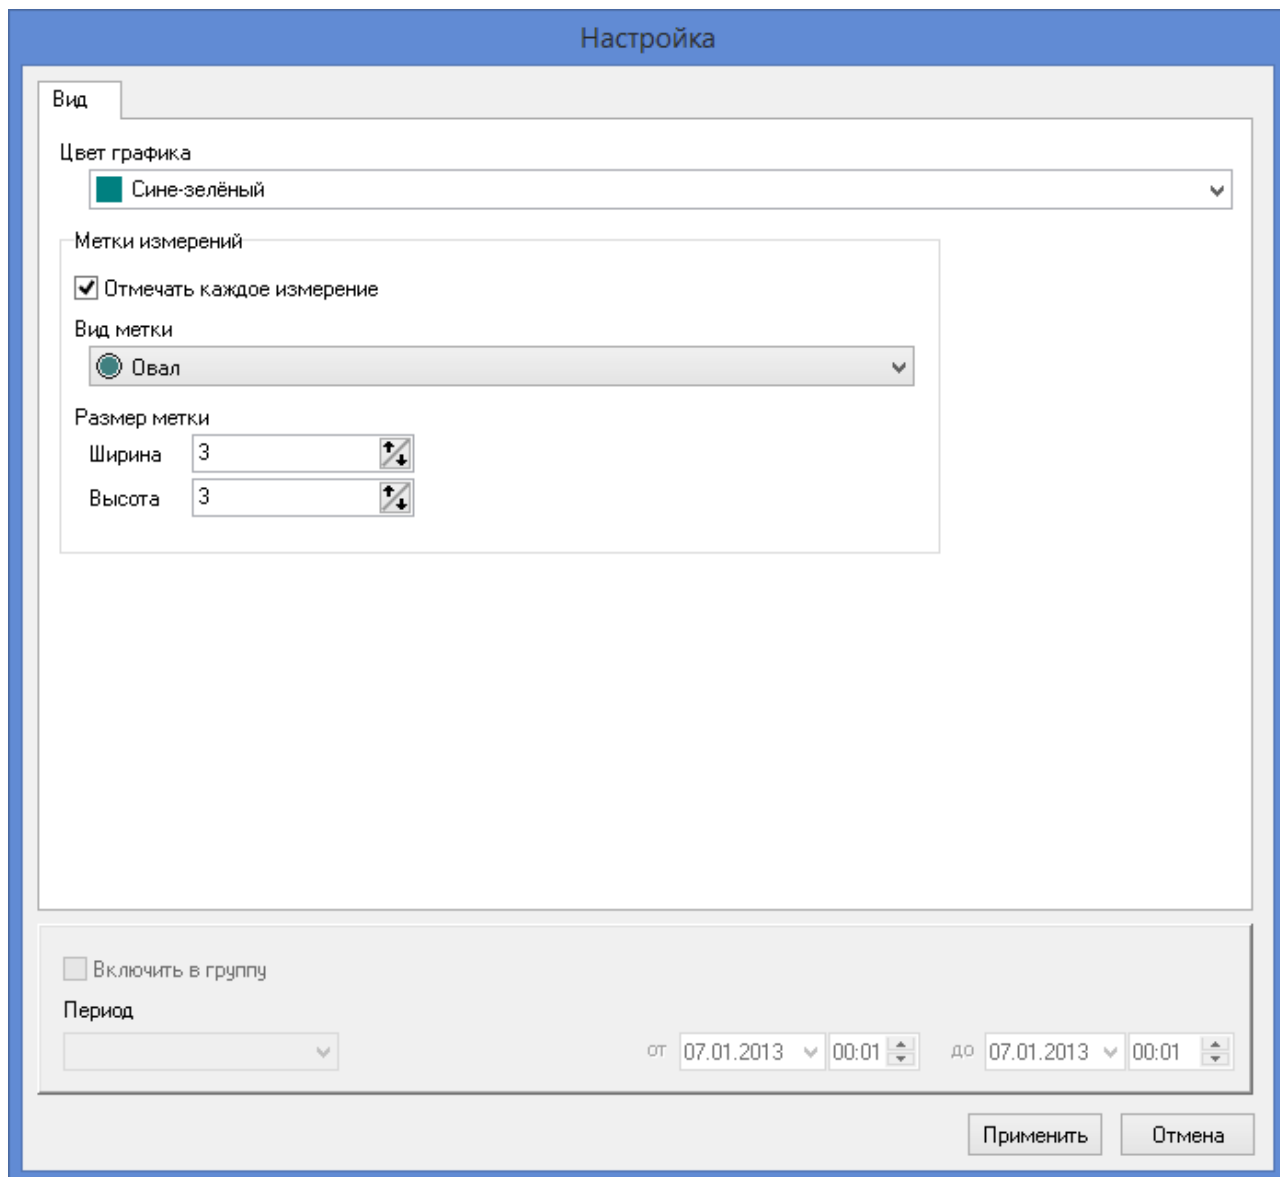 Настройка
Вид
Цвет графика
Сине-зелёный
Метки измерений
Отмечать каждое измерение
Вид метки
Овал
Размер метки
Ширина 3
Высота 3
Включить в группу
Период
от 07.01.2013 00:01 до 07.01.2013 00:01
Применить Отмена